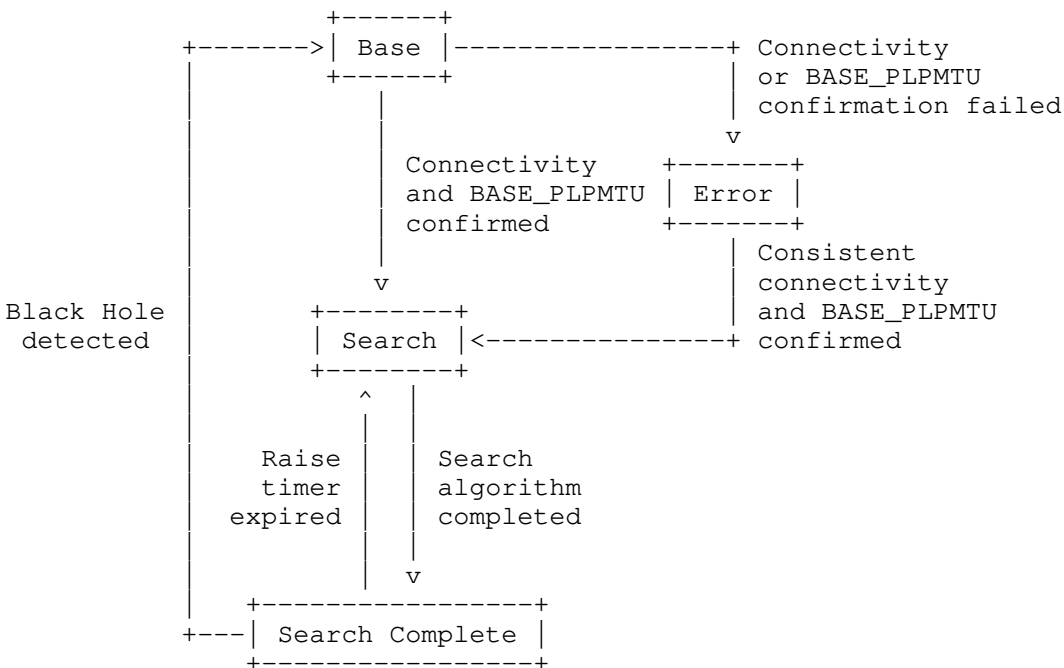 Base
Connectivity
or BASE_PLPMTU
confirmation failed
Connectivity
and BASE_PLPMTU
confirmed
Error
Consistent
connectivity
and BASE_PLPMTU
confirmed
Black Hole
detected
Search
Raise
timer
expired
Search
algorithm
completed
Search Complete